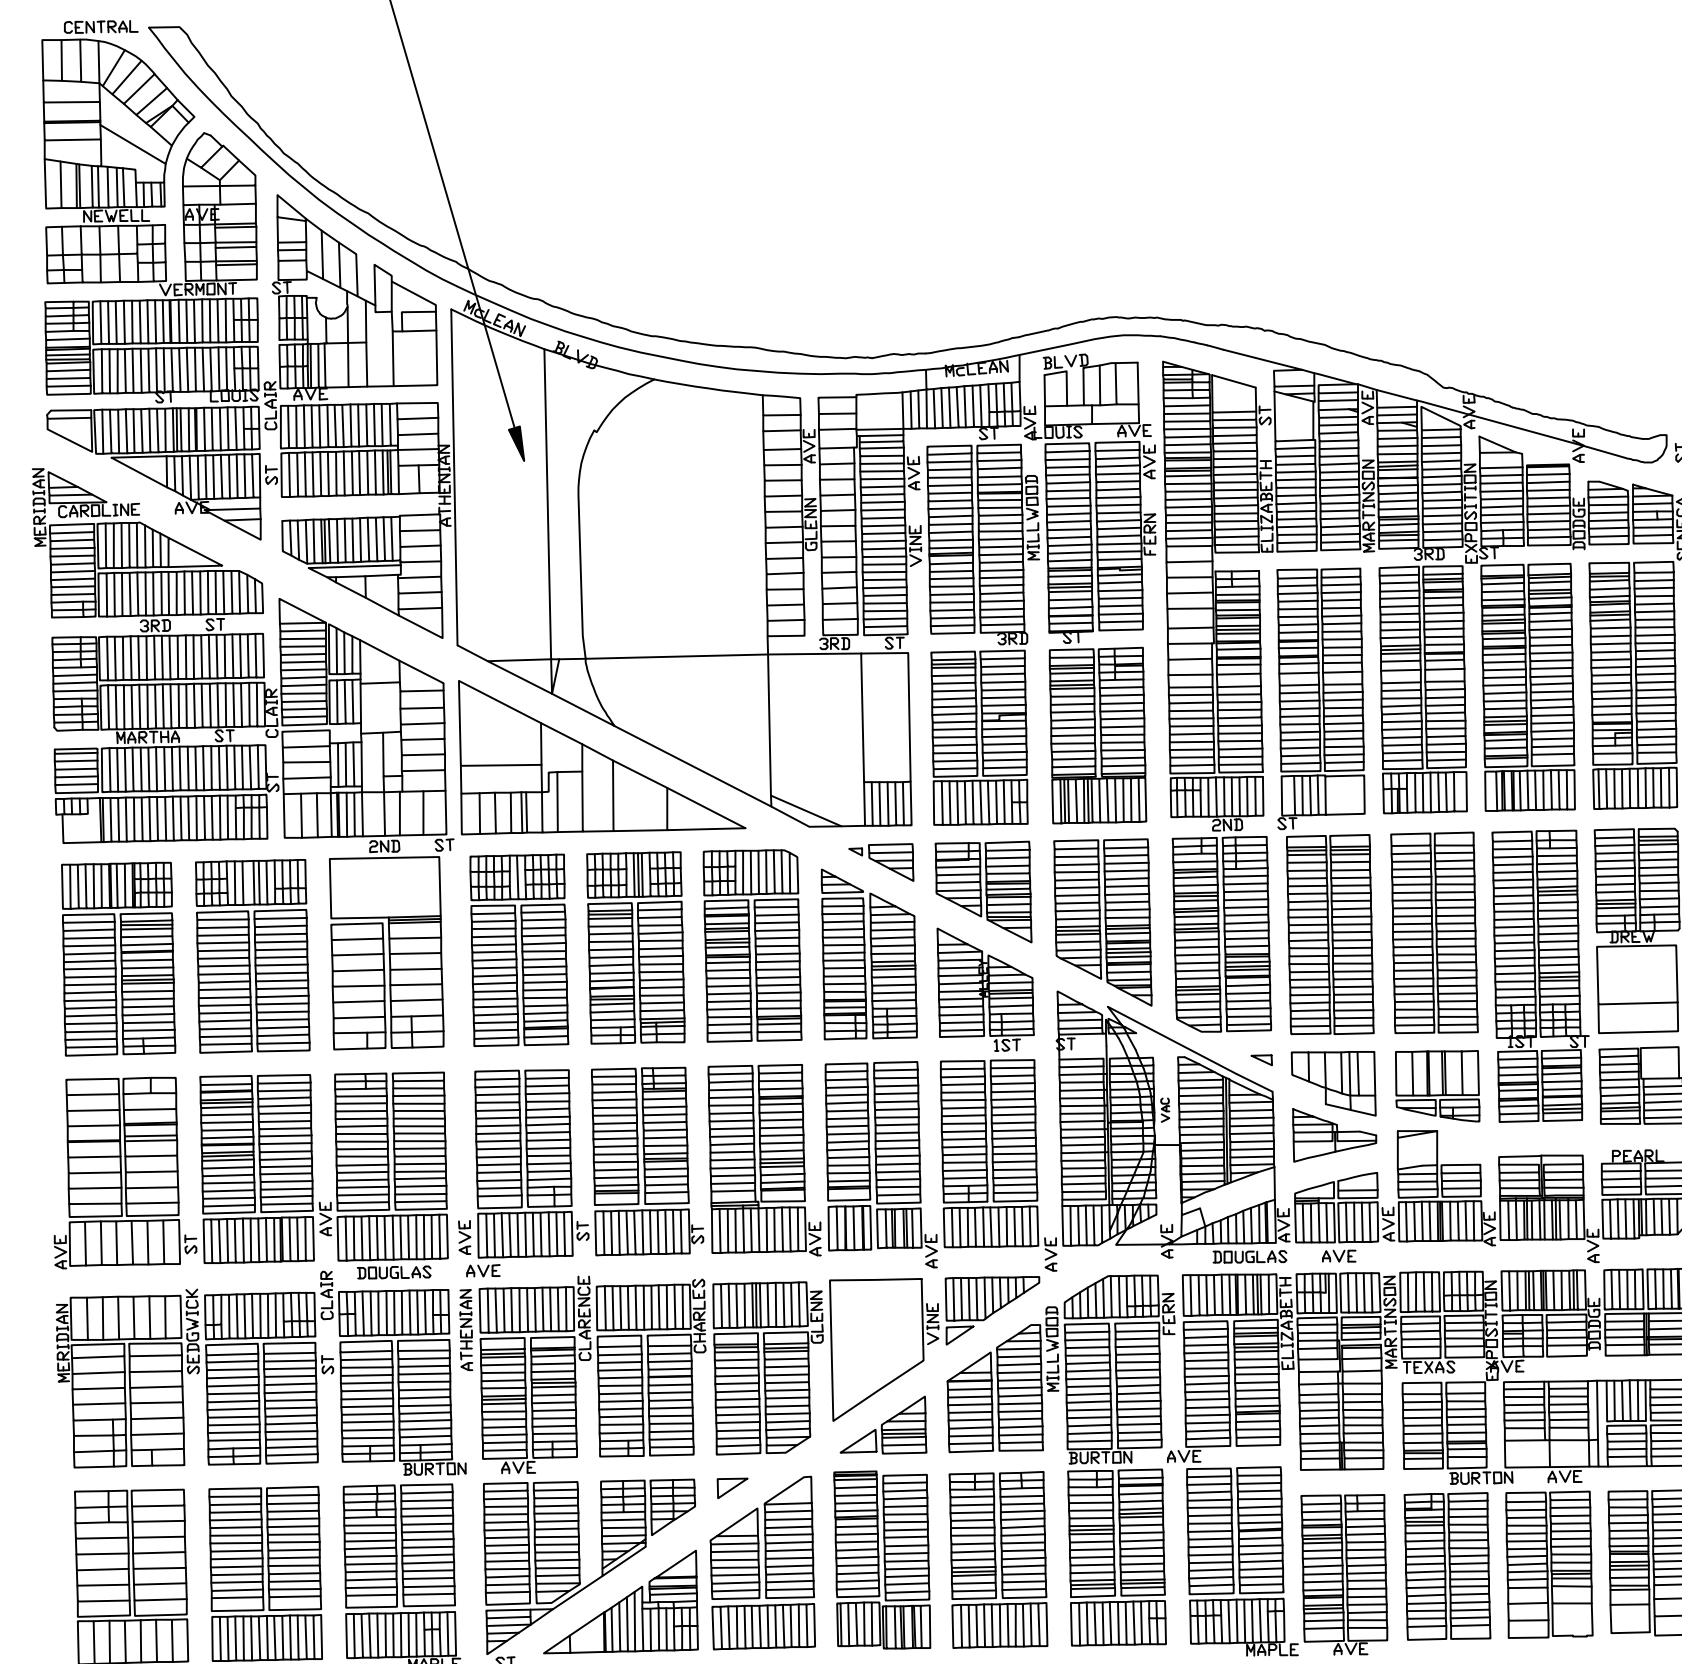 CENTRAL
NEWELL AVE
VERMONT ST
McLEAN BLVD
McLEAN BLVD
ST LOUIS AVE
ST CLAIR
ST LOUIS AVE
MERIDIAN
ATHENIAN
GLENN AVE
VINE AVE
MILLWOOD AVE
FERN AVE
ELIZABETH ST
MARTINSON AVE
EXPOSITION AVE
DODGE AVE
SENECA ST
CAROLINE AVE
3RD ST
3RD ST
3RD ST
3RD ST
ST CLAIR
MARTHA ST
2ND ST
2ND ST
DREW
ALLEY
1ST ST
1ST ST
VAC
PEARL
DOUGLAS AVE
DOUGLAS AVE
MERIDIAN AVE
SEDGWICK ST
ST CLAIR AVE
ATHENIAN AVE
CLARENCE ST
CHARLES ST
GLENN AVE
VINE AVE
MILLWOOD AVE
FERN AVE
ELIZABETH AVE
MARTINSON AVE
EXPOSITION AVE
DODGE AVE
TEXAS AVE
BURTON AVE
BURTON AVE
BURTON AVE
MAPLE ST
MAPLE AVE